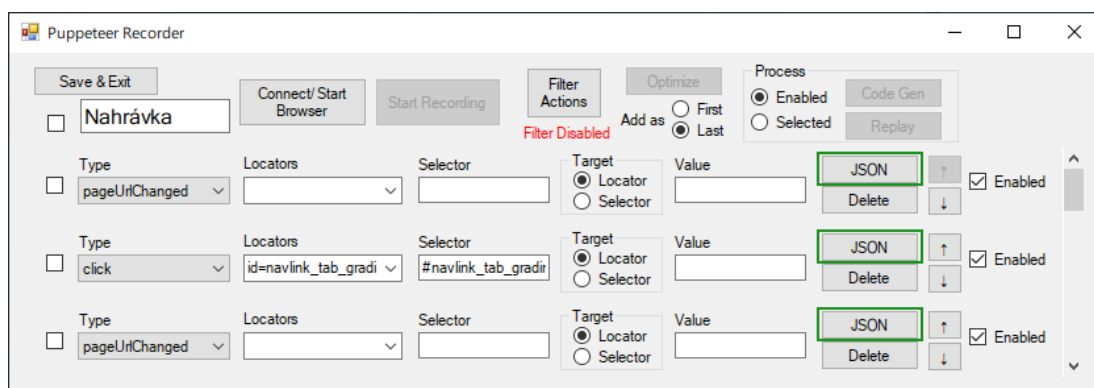 Puppeteer Recorder
Save & Exit
Nahrávka
Connect/ Start
Browser
Start Recording
Filter
Actions
Filter Disabled
Optimize
Add as
First
Last
Process
Enabled
Selected
Code Gen
Replay
Type
Locators
Selector
Target
Value
pageUrlChanged
Locator
Selector
JSON
Delete
↑
↓
Enabled
Type
Locators
Selector
Target
Value
click
id=navlink_tab_gradi
#navlink_tab_gradir
Locator
Selector
JSON
Delete
↑
↓
Enabled
Type
Locators
Selector
Target
Value
pageUrlChanged
Locator
Selector
JSON
Delete
↑
↓
Enabled